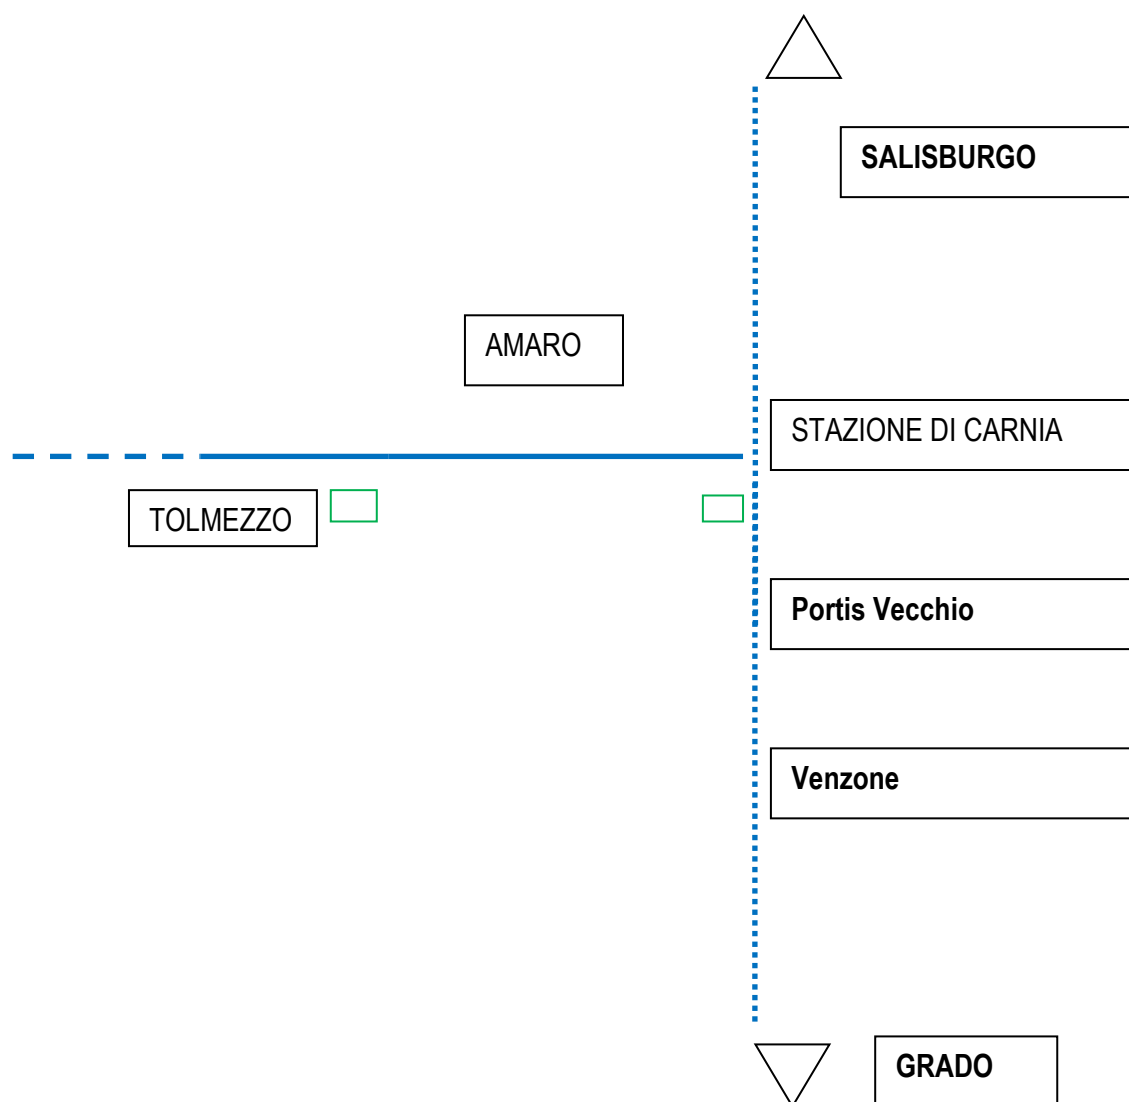 SALISBURGO
AMARO
STAZIONE DI CARNIA
TOLMEZZO
Portis Vecchio
Venzone
GRADO